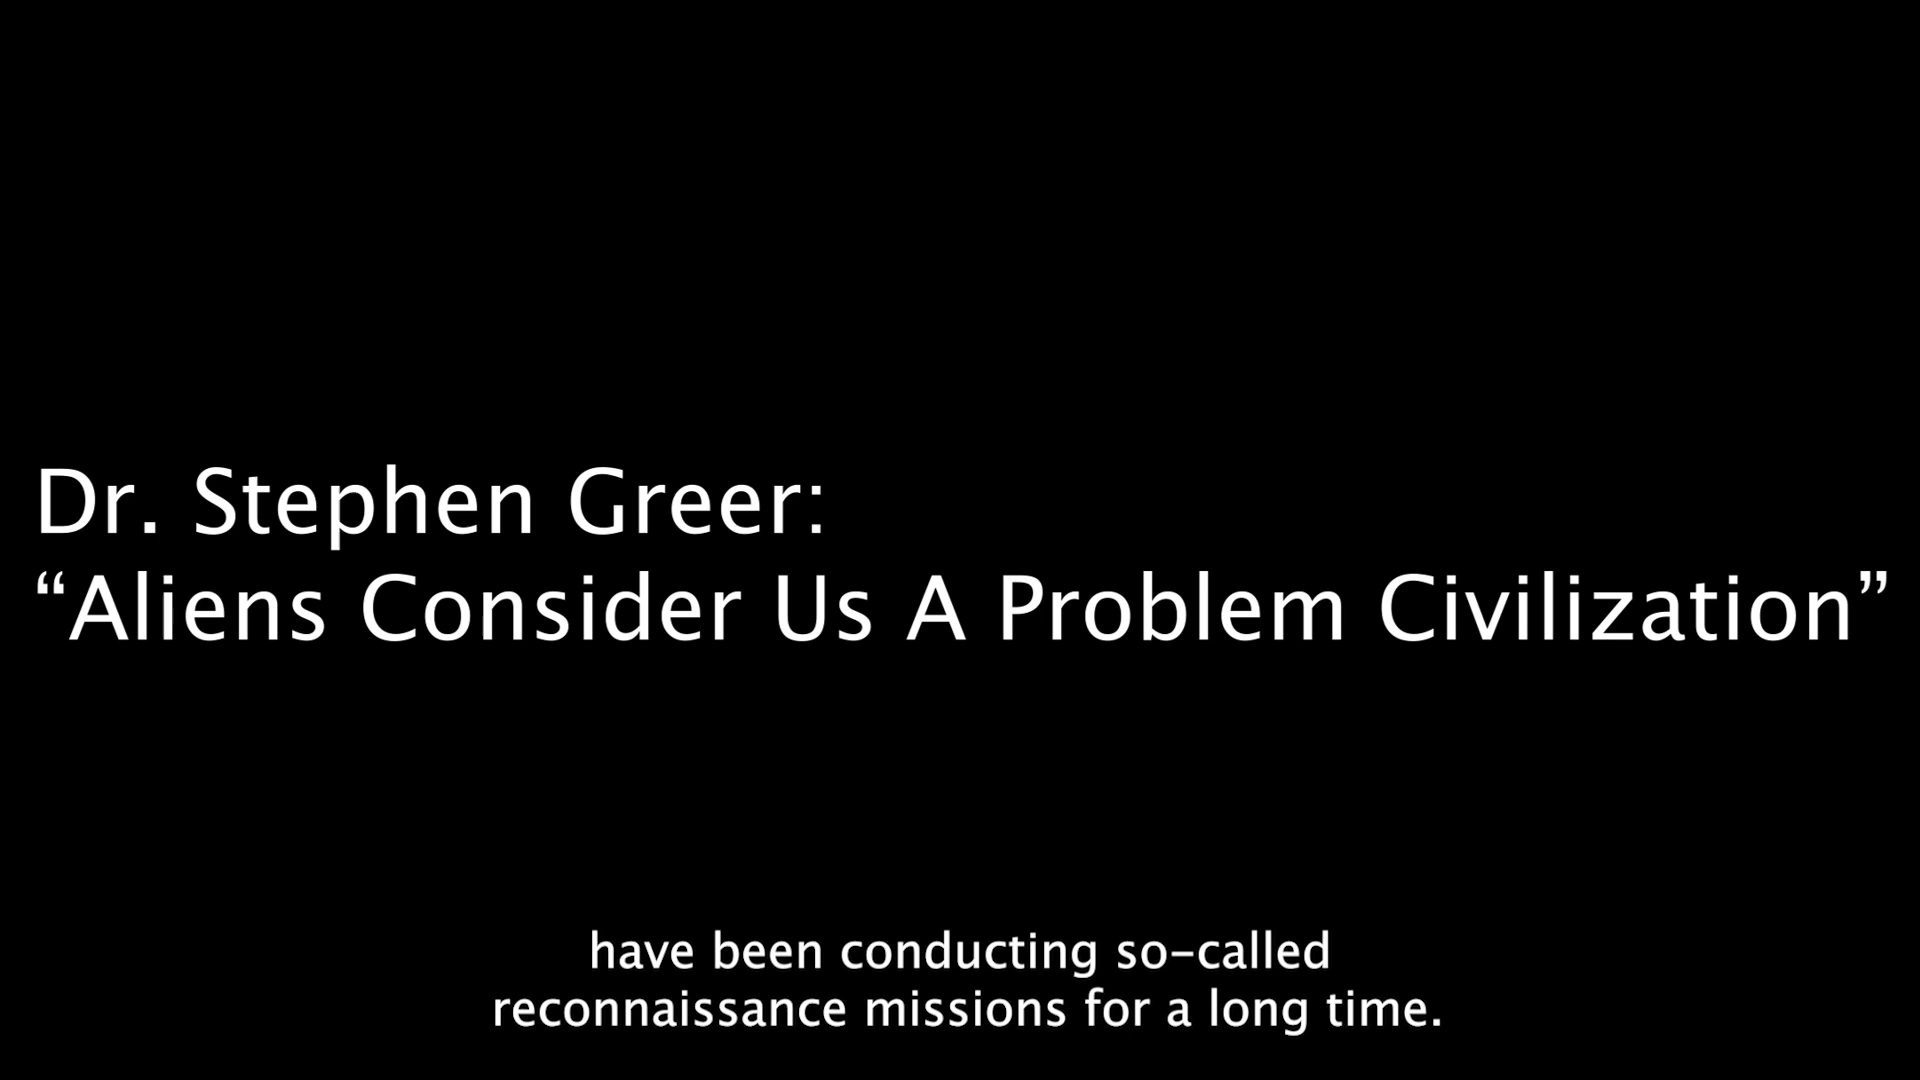 Dr. Stephen Greer:
“Aliens Consider Us A Problem Civilization”
have been conducting so-called
reconnaissance missions for a long time.